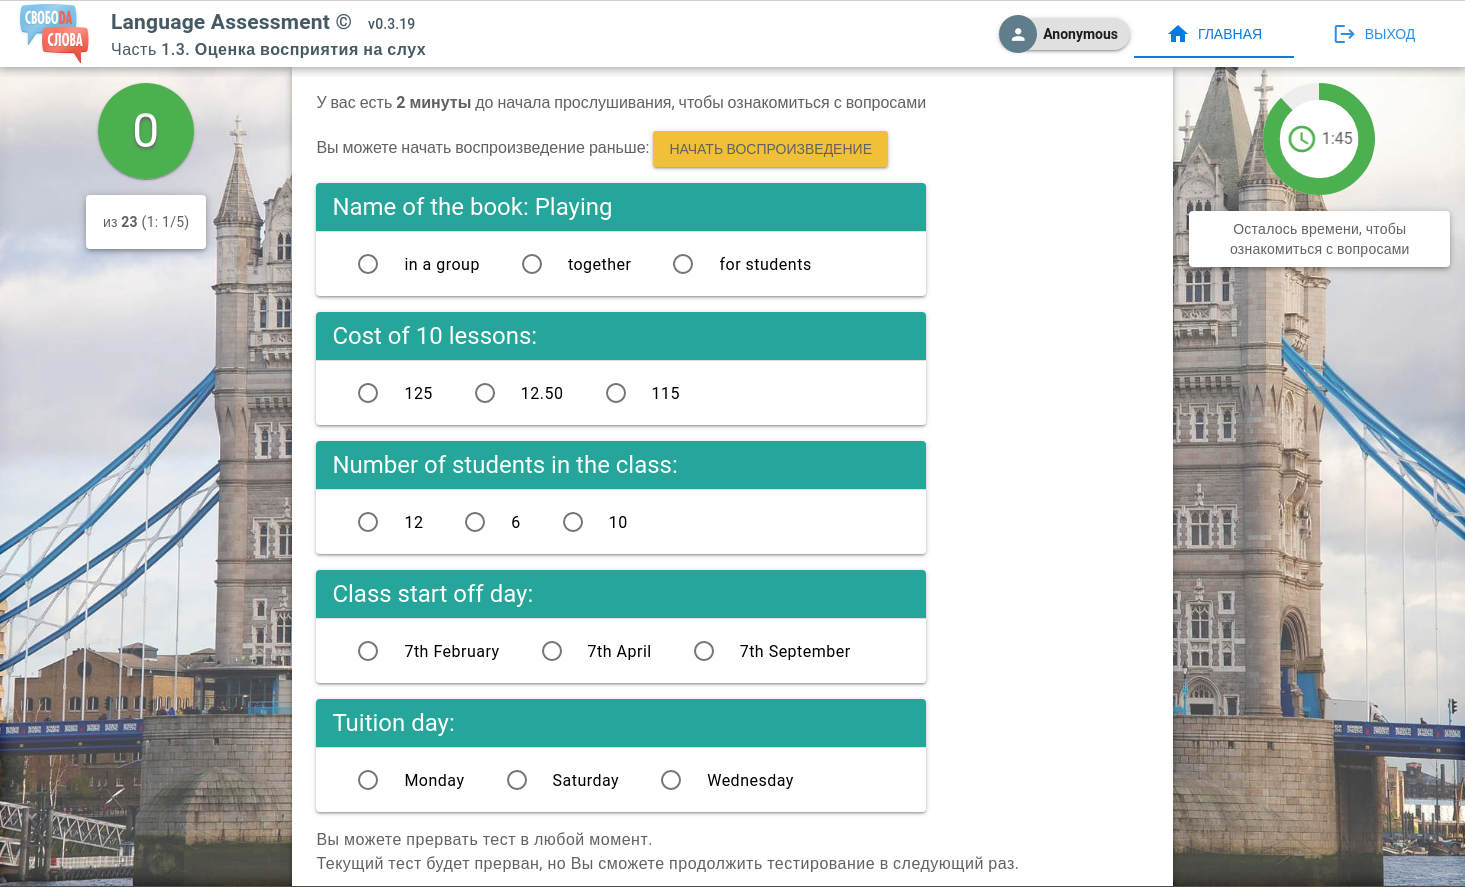 СВОБОДА
СЛОВА
Language Assessment © v0.3.19
Часть 1.3. Оценка восприятия на слух
Anonymous
ГЛАВНАЯ
ВЫХОД
0
из 23 (1: 1/5)
У вас есть 2 минуты до начала прослушивания, чтобы ознакомиться с вопросами
Вы можете начать воспроизведение раньше: НАЧАТЬ ВОСПРОИЗВЕДЕНИЕ
Name of the book: Playing
in a group together for students
Cost of 10 lessons:
125 12.50 115
Number of students in the class:
12 6 10
Class start off day:
7th February 7th April 7th September
Tuition day:
Monday Saturday Wednesday
Вы можете прервать тест в любой момент.
Текущий тест будет прерван, но Вы сможете продолжить тестирование в следующий раз.
1:45
Осталось времени, чтобы
ознакомиться с вопросами